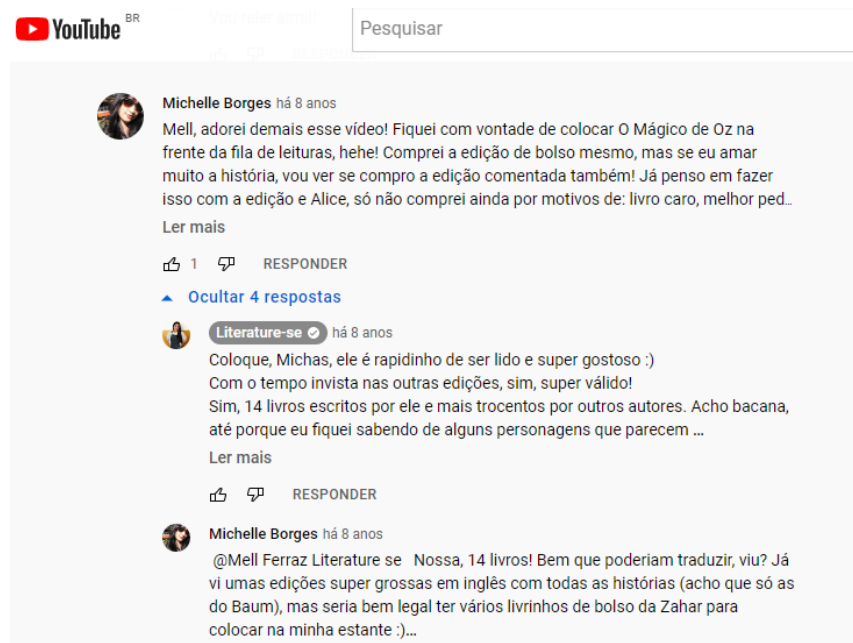 YouTube BR
Pesquisar
Michelle Borges há 8 anos
Mell, adorei demais esse vídeo! Fiquei com vontade de colocar O Mágico de Oz na
frente da fila de leituras, hehe! Comprei a edição de bolso mesmo, mas se eu amar
muito a história, vou ver se compro a edição comentada também! Já penso em fazer
isso com a edição e Alice, só não comprei ainda por motivos de: livro caro, melhor ped...
Ler mais
1 RESPONDER
Ocultar 4 respostas
Literature-se há 8 anos
Coloque, Michas, ele é rapidinho de ser lido e super gostoso :)
Com o tempo invista nas outras edições, sim, super válido!
Sim, 14 livros escritos por ele e mais trocentos por outros autores. Acho bacana,
até porque eu fiquei sabendo de alguns personagens que parecem ...
Ler mais
RESPONDER
Michelle Borges há 8 anos
@Mell Ferraz Literature se Nossa, 14 livros! Bem que poderiam traduzir, viu? Já
vi umas edições super grossas em inglês com todas as histórias (acho que só as
do Baum), mas seria bem legal ter vários livrinhos de bolso da Zahar para
colocar na minha estante :)...